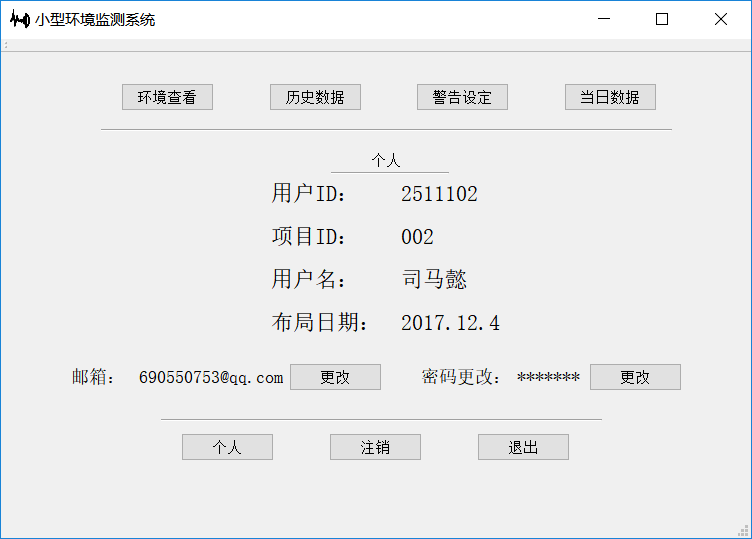 小型环境监测系统
环境查看 历史数据 警告设定 当日数据
个人
用户ID： 2511102
项目ID： 002
用户名： 司马懿
布局日期： 2017.12.4
邮箱： 690550753@qq.com 更改 密码更改： ******* 更改
个人 注销 退出